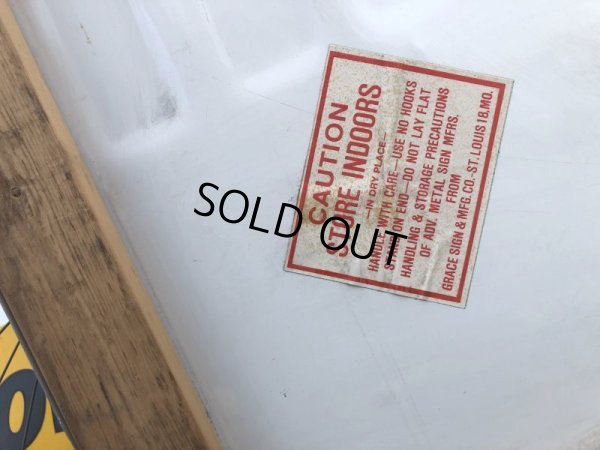 CAUTION
STORE INDOORS
—IN DRY PLACE—
HANDLE WITH CARE—USE NO HOOKS
STAND ON END—DO NOT LAY FLAT
HANDLING & STORAGE PRECAUTIONS
OF ADV. METAL SIGN MFRS.
FROM
GRACE SIGN & MFG. CO.-ST. LOUIS 18, MO.
SOLD OUT